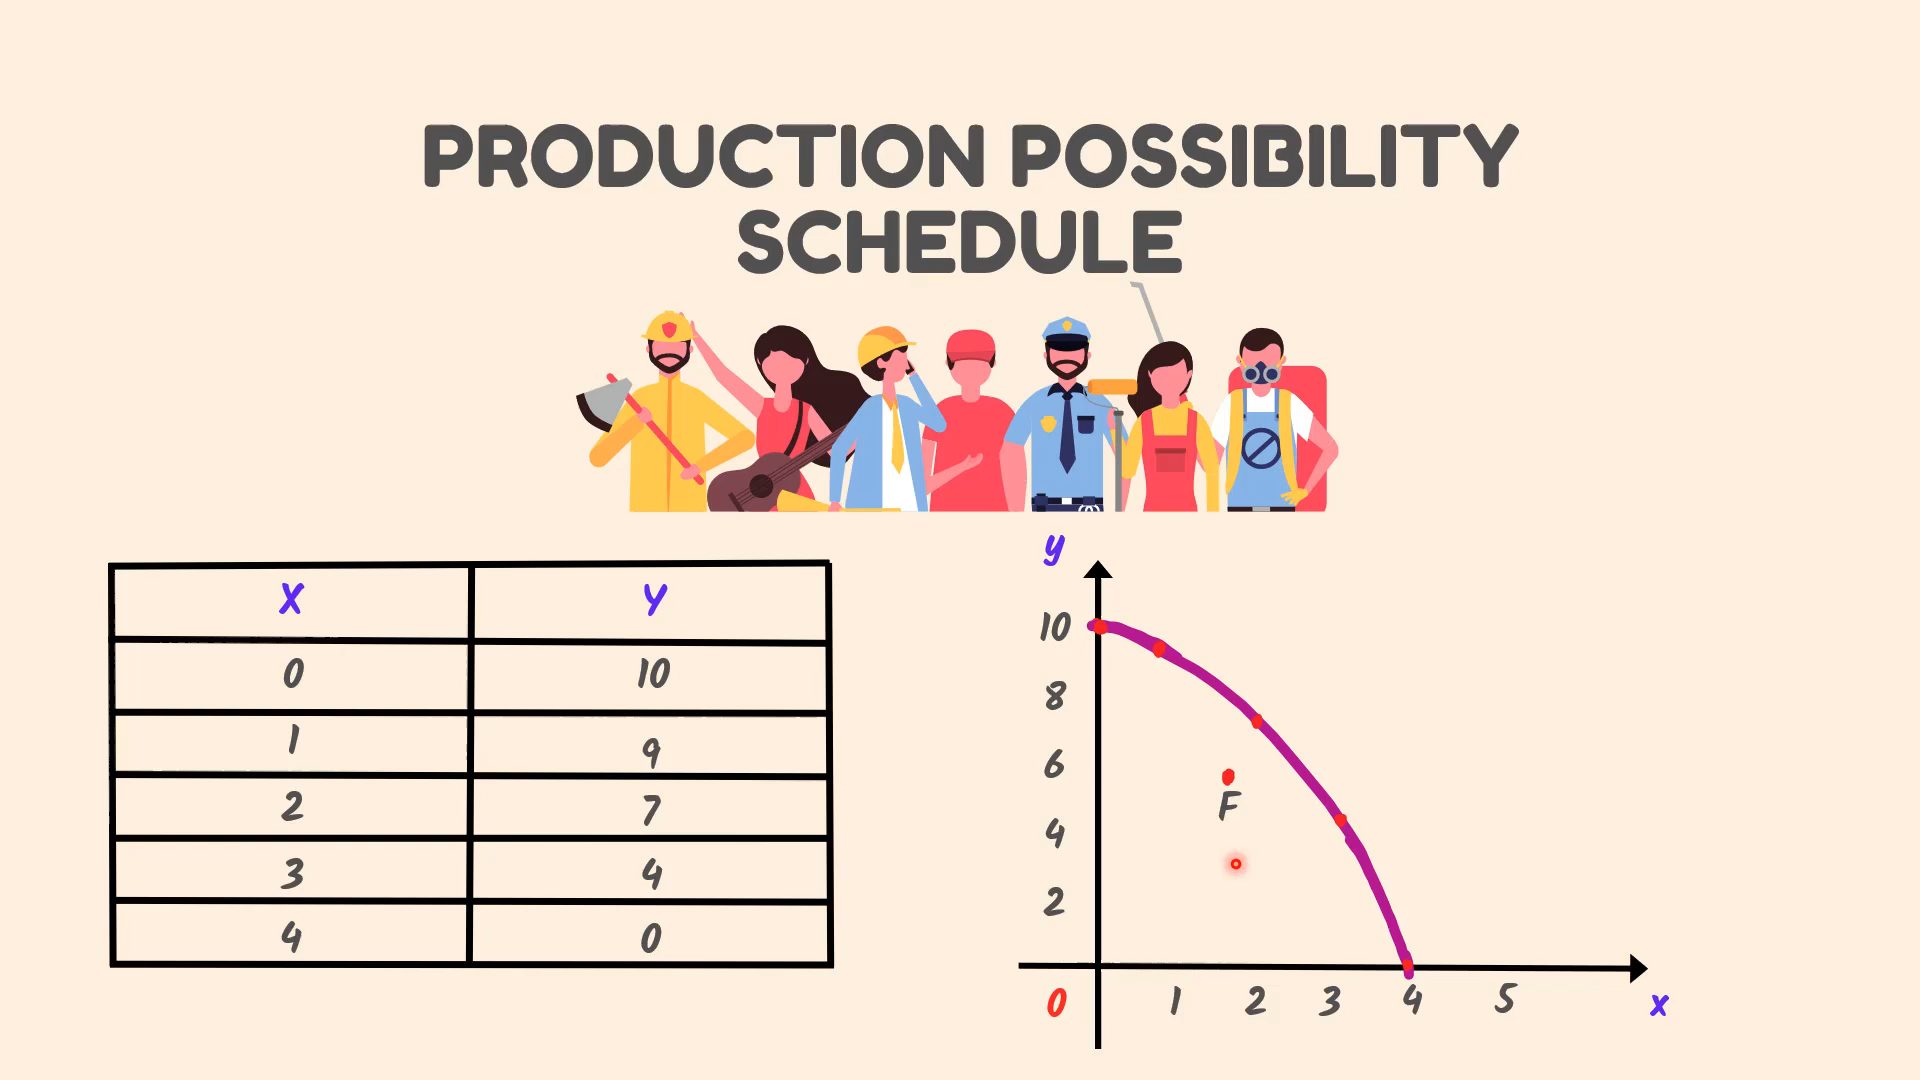 PRODUCTION POSSIBILITY
SCHEDULE
X Y
0 10
1 9
2 7
3 4
4 0
y
10
8
6
F
4
2
0 1 2 3 4 5 x